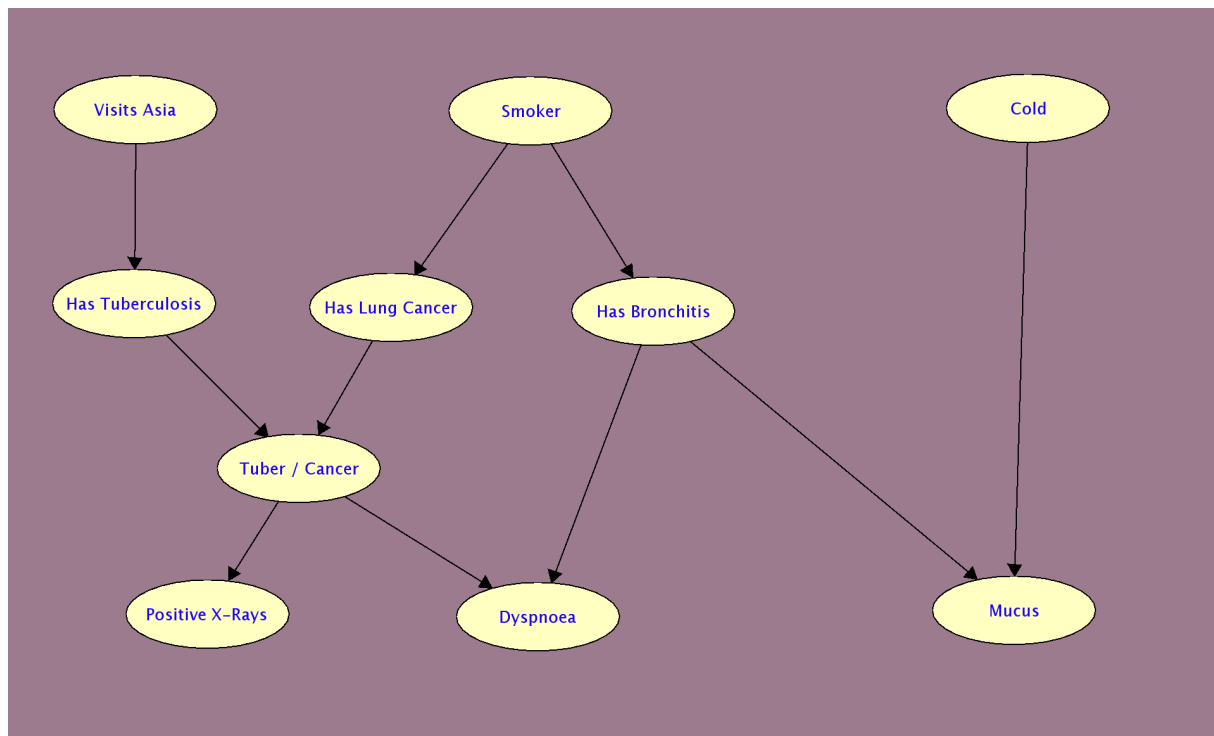 Visits Asia
Smoker
Cold
Has Tuberculosis
Has Lung Cancer
Has Bronchitis
Tuber / Cancer
Positive X-Rays
Dyspnoea
Mucus